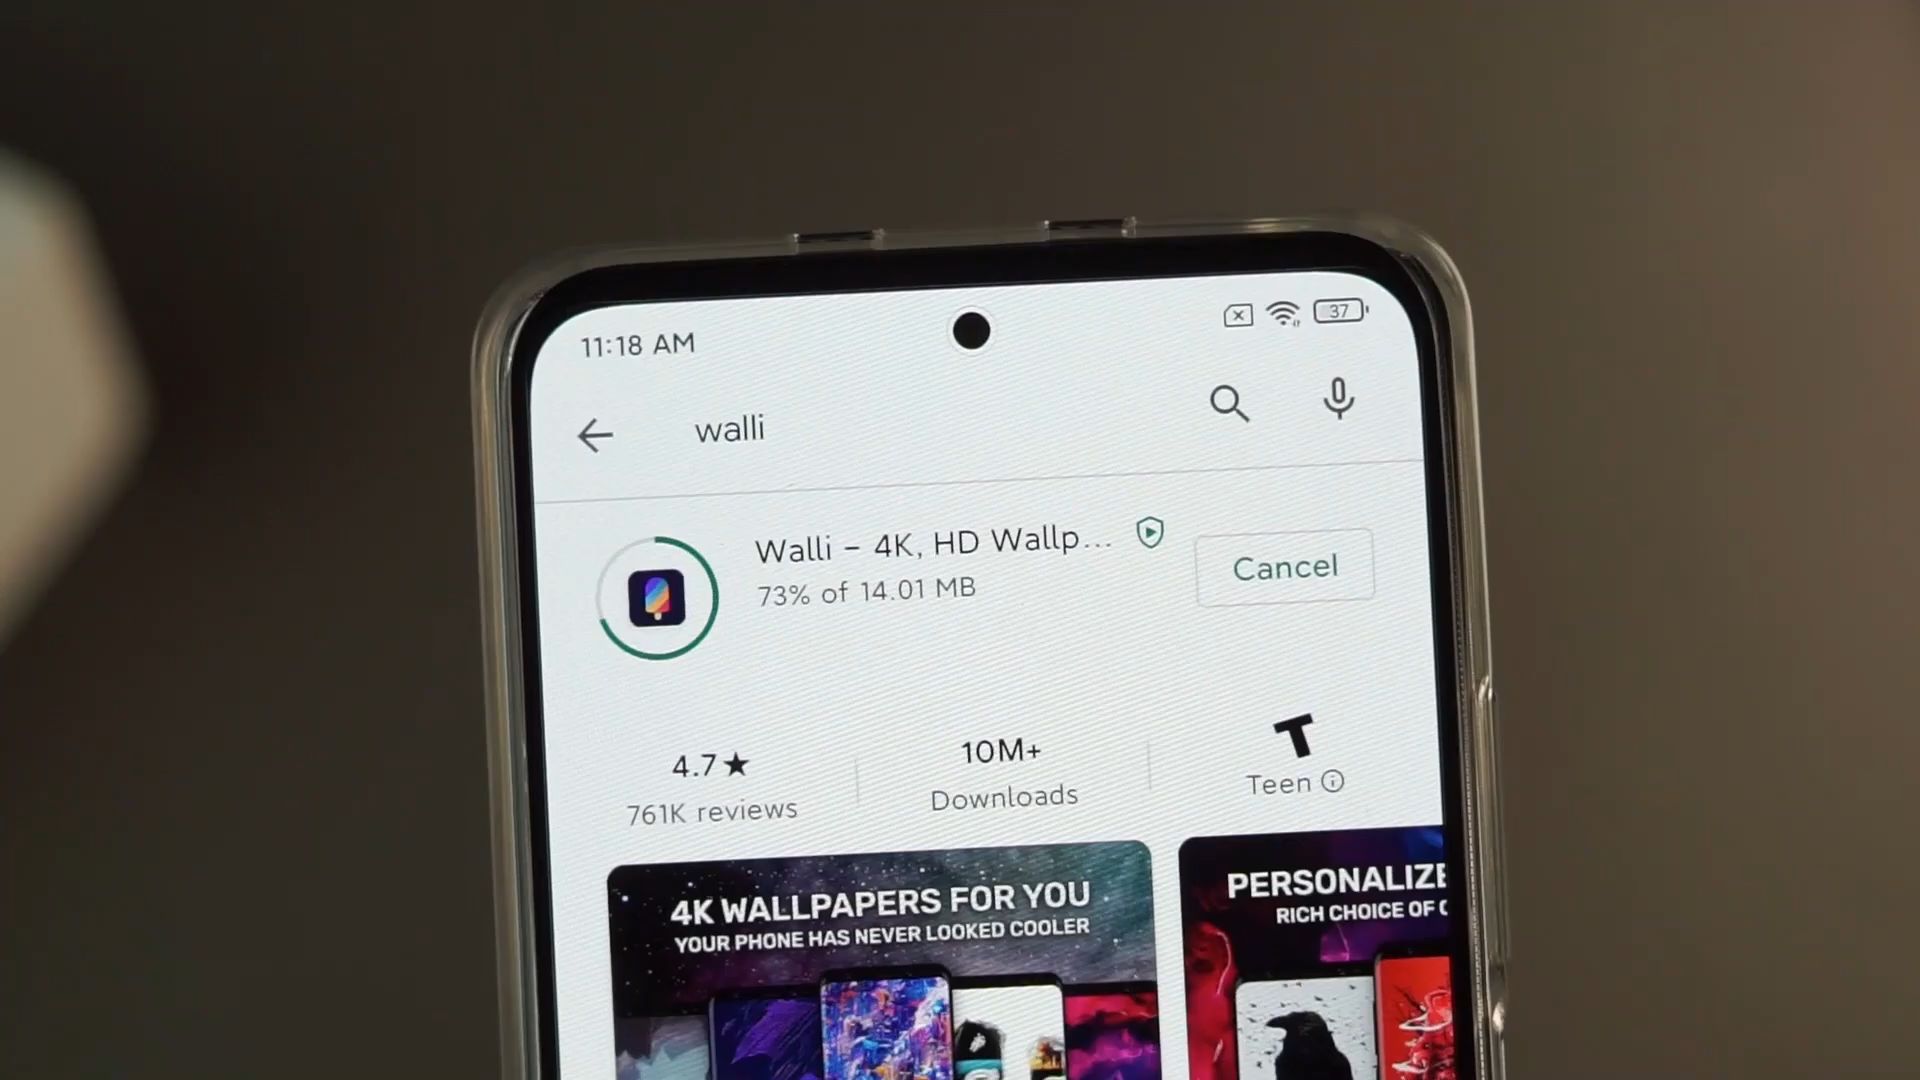 11:18 AM
37
walli
Walli – 4K, HD Wallp...
73% of 14.01 MB
Cancel
4.7★
761K reviews
10M+
Downloads
T
Teen
4K WALLPAPERS FOR YOU
YOUR PHONE HAS NEVER LOOKED COOLER
PERSONALIZE
RICH CHOICE OF